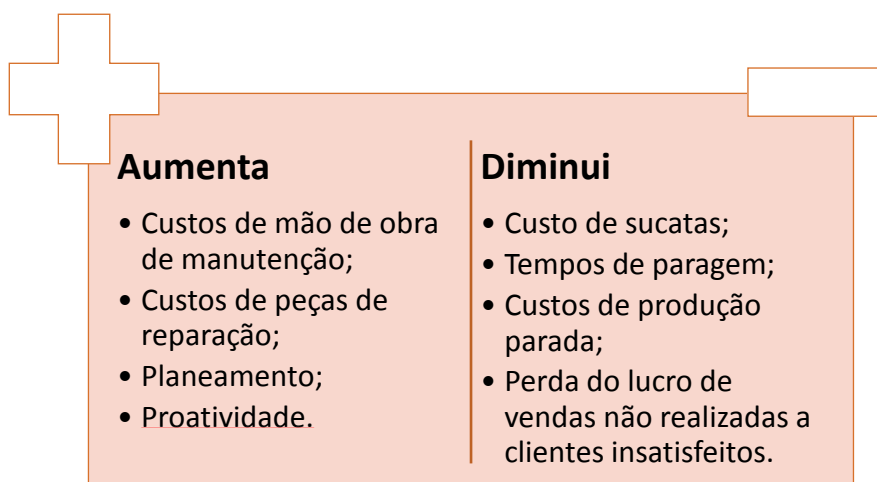 Aumenta
• Custos de mão de obra
de manutenção;
• Custos de peças de
reparação;
• Planeamento;
• Proatividade.
Diminui
• Custo de sucatas;
• Tempos de paragem;
• Custos de produção
parada;
• Perda do lucro de
vendas não realizadas a
clientes insatisfeitos.